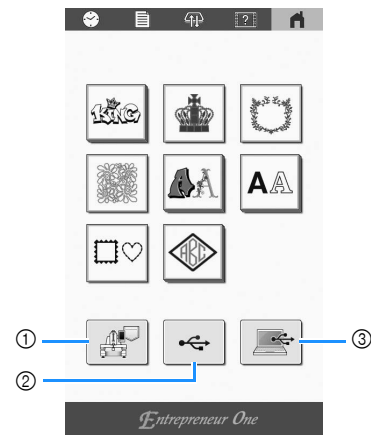 ?
KING
A A
AA
ABC
①
②
③
Entrepreneur One